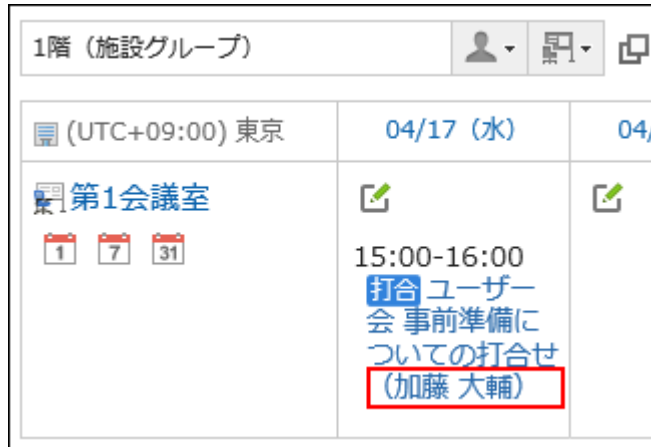 1階（施設グループ）
(UTC+09:00) 東京
04/17（水）
04/
第1会議室
1 7 31
15:00-16:00
打合 ユーザー
会 事前準備に
ついての打合せ
（加藤 大輔）